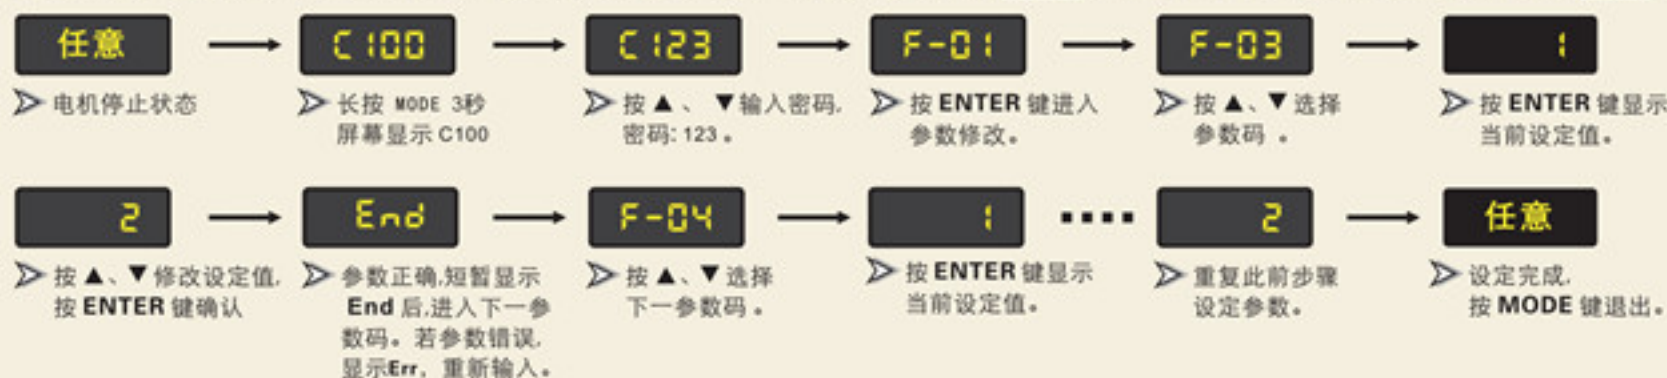 任意
C100
C123
F-01
F-03
1
电机停止状态
长按 MODE 3秒
屏幕显示 C100
按▲、▼输入密码.
密码: 123。
按 ENTER 键进入
参数修改。
按▲、▼选择
参数码 。
按 ENTER 键显示
当前设定值。
2
End
F-04
1
....
2
任意
按▲、▼修改设定值.
按 ENTER 键确认
参数正确,短暂显示
End 后,进入下一参
数码。若参数错误,
显示Err，重新输入。
按▲、▼选择
下一参数码。
按 ENTER 键显示
当前设定值。
重复此前步骤
设定参数。
设定完成.
按 MODE 键退出。